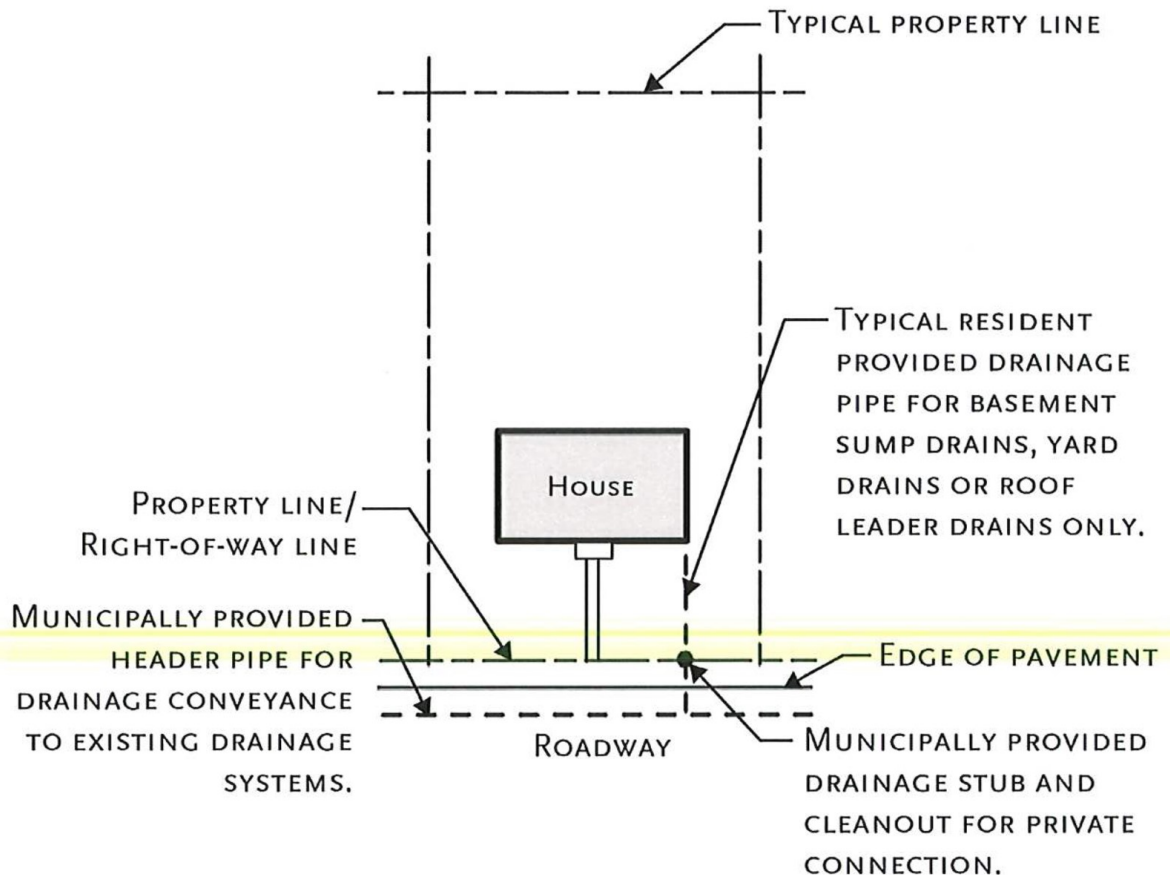 TYPICAL PROPERTY LINE
TYPICAL RESIDENT
PROVIDED DRAINAGE
PIPE FOR BASEMENT
SUMP DRAINS, YARD
DRAINS OR ROOF
LEADER DRAINS ONLY.
HOUSE
PROPERTY LINE/
RIGHT-OF-WAY LINE
MUNICIPALLY PROVIDED
HEADER PIPE FOR
DRAINAGE CONVEYANCE
TO EXISTING DRAINAGE
SYSTEMS.
EDGE OF PAVEMENT
ROADWAY
MUNICIPALLY PROVIDED
DRAINAGE STUB AND
CLEANOUT FOR PRIVATE
CONNECTION.